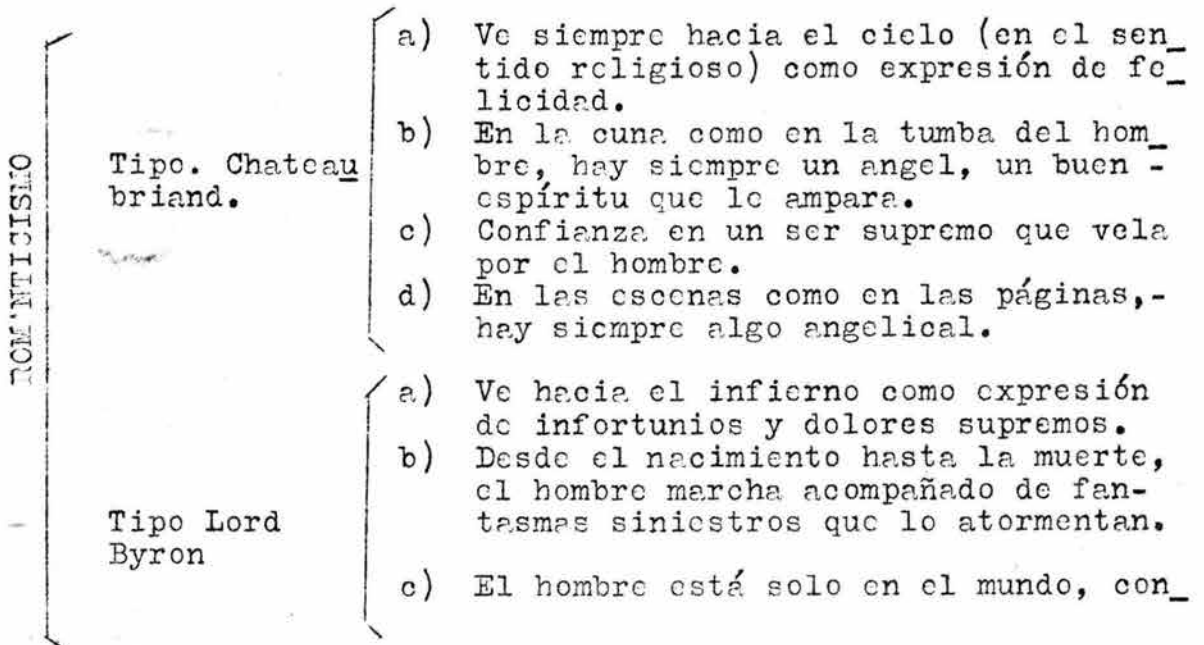 ROM'NTICISMO
Tipo. Chateau
briand.
a) Ve siempre hacia el cielo (en el sen_
tido religioso) como expresión de fe_
licidad.
b) En la cuna como en la tumba del hom_
bre, hay siempre un angel, un buen -
espíritu que le ampara.
c) Confianza en un ser supremo que vela
por el hombre.
d) En las escenas como en las páginas,-
hay siempre algo angelical.
Tipo Lord
Byron
a) Ve hacia el infierno como expresión
de infortunios y dolores supremos.
b) Desde el nacimiento hasta la muerte,
el hombre marcha acompañado de fan-
tasmas siniestros que lo atormentan.
c) El hombre está solo en el mundo, con_